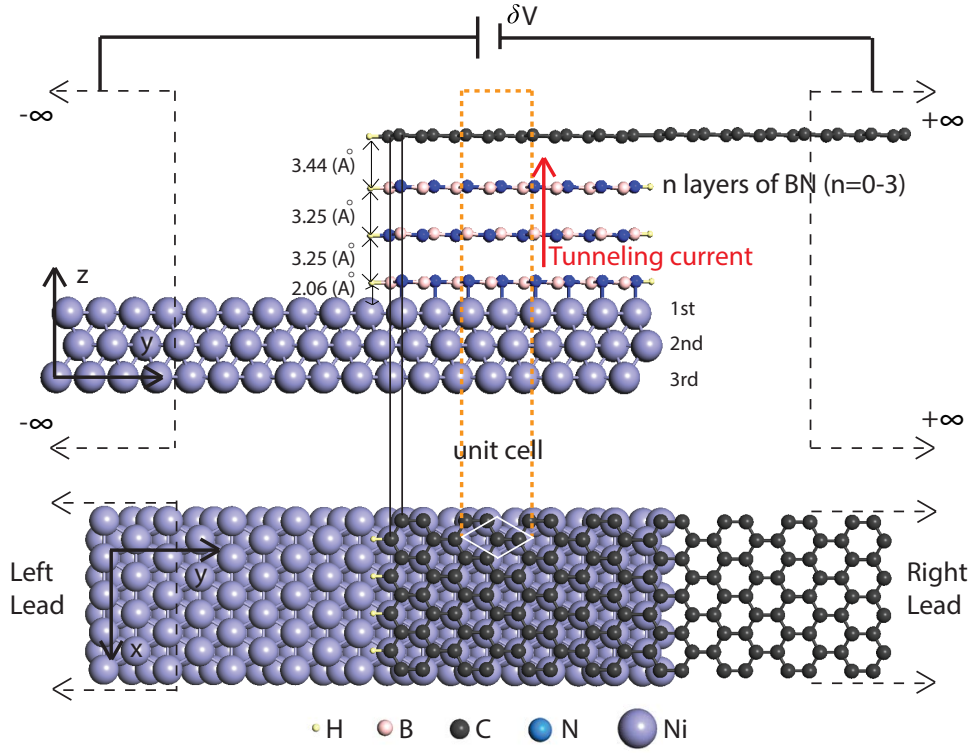 δV
-∞
+∞
3.44 (Å)
n layers of BN (n=0-3)
3.25 (Å)
3.25 (Å)
Tunneling current
2.06 (Å)
z
1st
y
2nd
3rd
-∞
+∞
unit cell
Left
Lead
y
x
Right
Lead
H
B
C
N
Ni